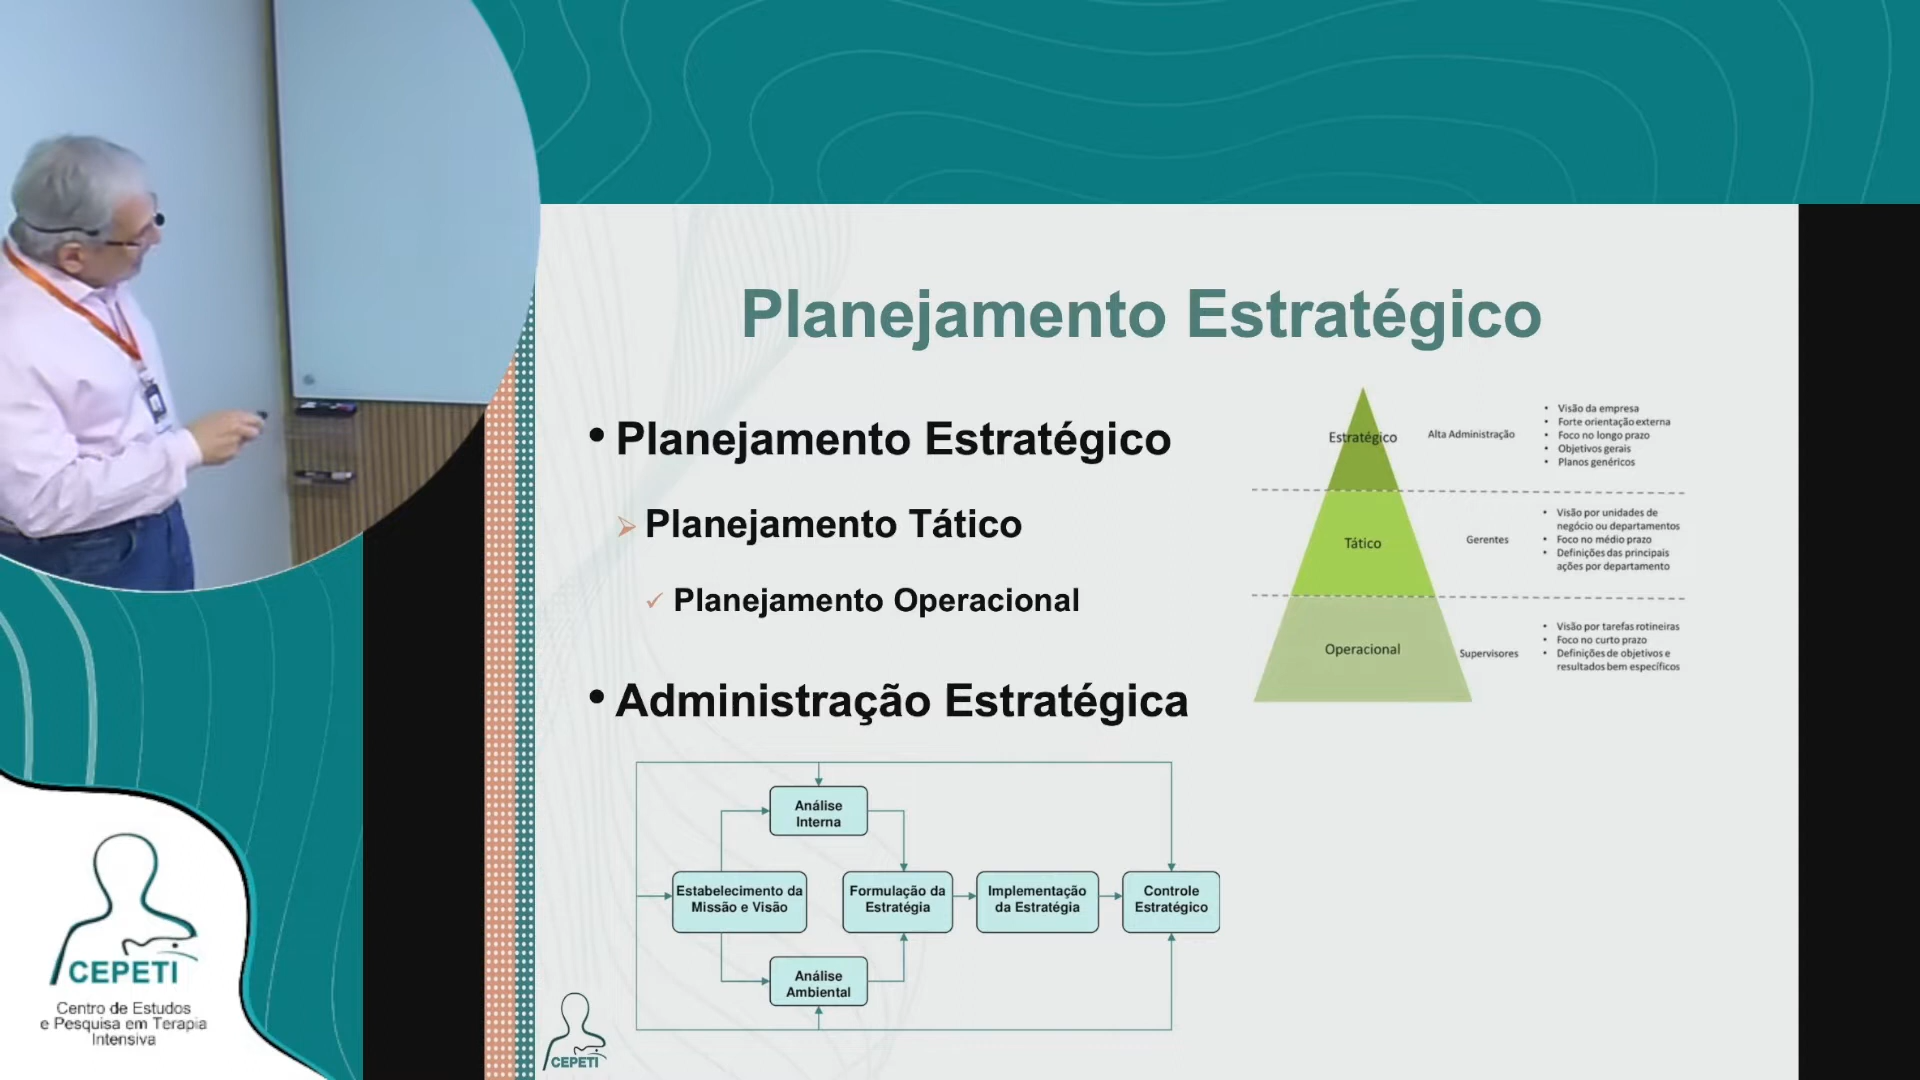 Planejamento Estratégico
• Planejamento Estratégico
➢ Planejamento Tático
✓ Planejamento Operacional
• Administração Estratégica
Estratégico
Alta Administração
• Visão da empresa
• Forte orientação externa
• Foco no longo prazo
• Objetivos gerais
• Planos genéricos
Tático
Gerentes
• Visão por unidades de
negócio ou departamentos
• Foco no médio prazo
• Definições das principais
ações por departamento
Operacional
Supervisores
• Visão por tarefas rotineiras
• Foco no curto prazo
• Definições de objetivos e
resultados bem específicos
Análise
Interna
Estabelecimento da
Missão e Visão
Formulação da
Estratégia
Implementação
da Estratégia
Controle
Estratégico
Análise
Ambiental
CEPETI
CEPETI
Centro de Estudos
e Pesquisa em Terapia
Intensiva